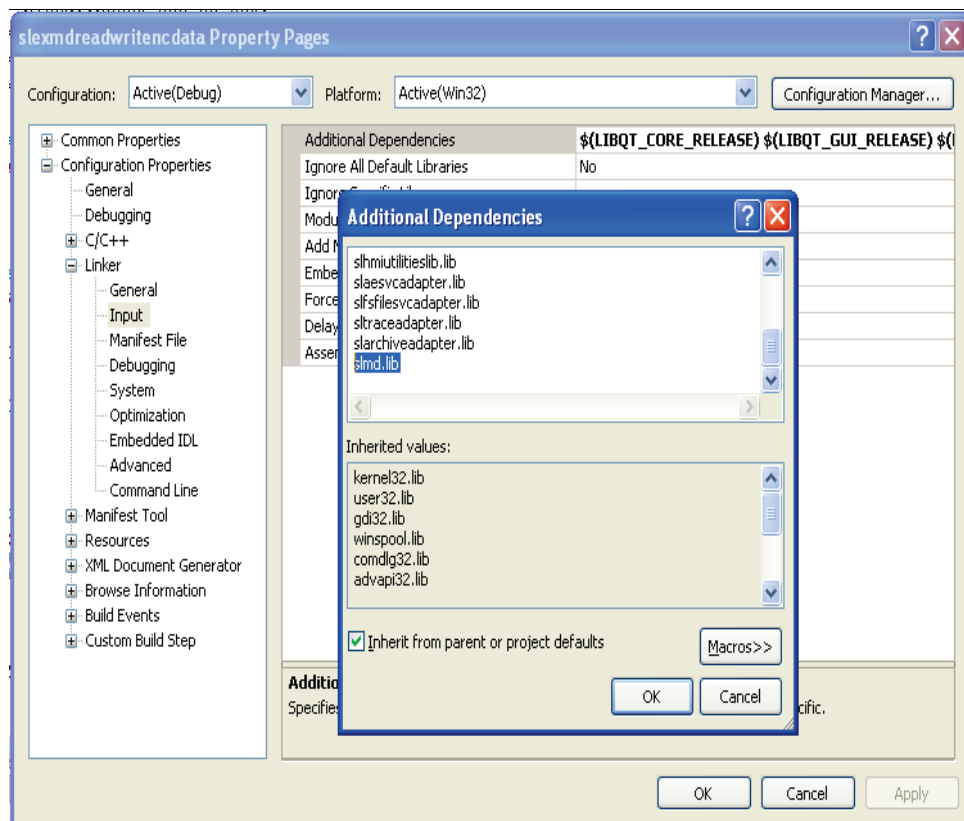 slexmdreadwritencdata Property Pages
Configuration: Active(Debug) Platform: Active(Win32) Configuration Manager...
Common Properties
Configuration Properties
General
Debugging
C/C++
Linker
General
Input
Manifest File
Debugging
System
Optimization
Embedded IDL
Advanced
Command Line
Manifest Tool
Resources
XML Document Generator
Browse Information
Build Events
Custom Build Step
Additional Dependencies $(LIBQT_CORE_RELEASE) $(LIBQT_GUI_RELEASE) $(
Ignore All Default Libraries No
Additional Dependencies
slhmiutilitieslib.lib
slaesvcadapter.lib
slfsfilesvcadapter.lib
sltraceadapter.lib
slarchiveadapter.lib
slmd.lib
Inherited values:
kernel32.lib
user32.lib
gdi32.lib
winspool.lib
comdlg32.lib
advapi32.lib
Inherit from parent or project defaults
Macros>>
OK Cancel
OK Cancel Apply